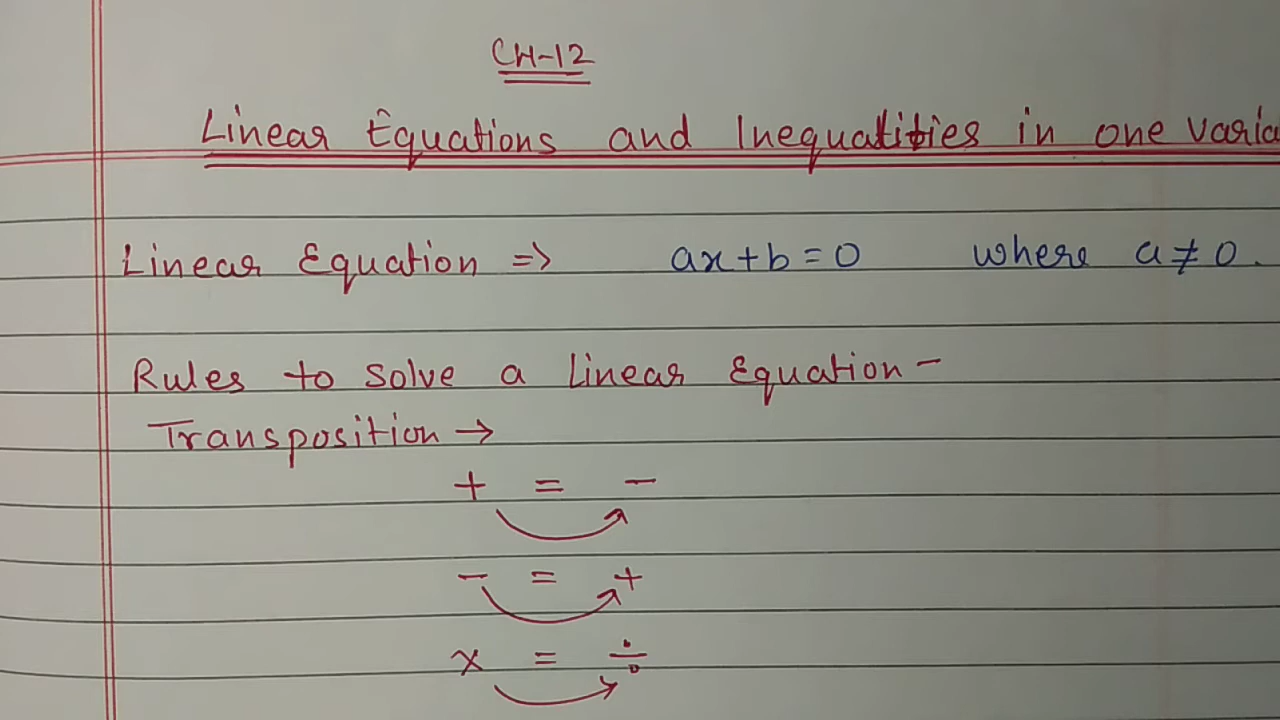 CH-12
Linear Equations and Inequalities in one varia
Linear Equation => ax+b=0 where a≠0.
Rules to solve a Linear Equation-
Transposition →
+ = -
- = +
× = ÷